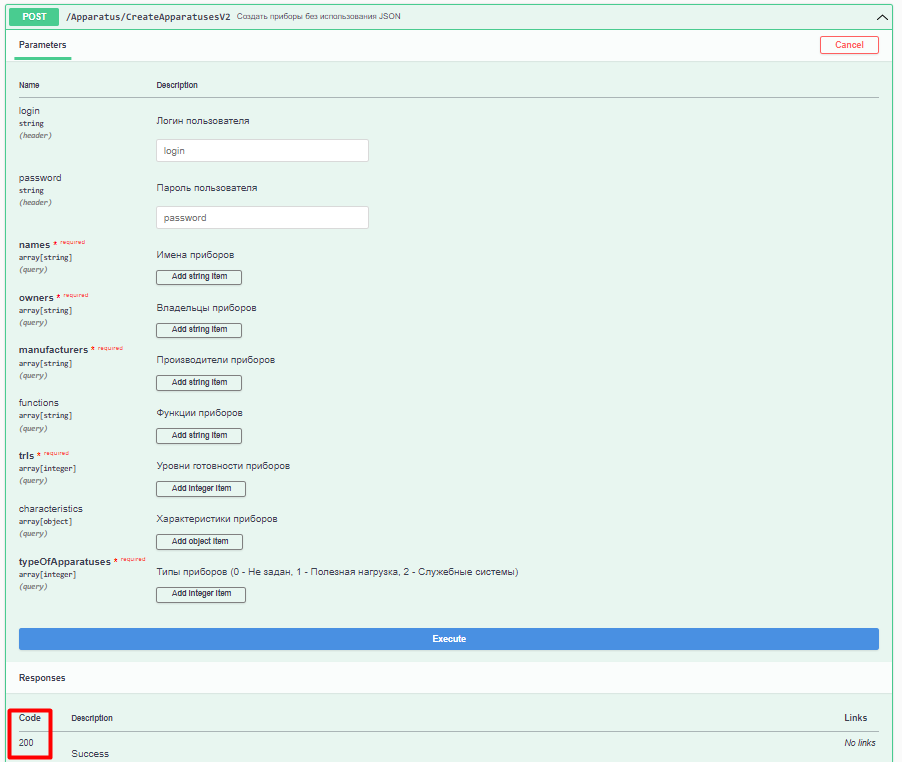 POST /Apparatus/CreateApparatusesV2 Создать приборы без использования JSON
Parameters
Cancel
Name Description
login
string
(header)
Логин пользователя
login
password
string
(header)
Пароль пользователя
password
names * required
array[string]
(query)
Имена приборов
Add string item
owners * required
array[string]
(query)
Владельцы приборов
Add string item
manufacturers * required
array[string]
(query)
Производители приборов
Add string item
functions
array[string]
(query)
Функции приборов
Add string item
trls * required
array[integer]
(query)
Уровни готовности приборов
Add integer item
characteristics
array[object]
(query)
Характеристики приборов
Add object item
typeOfApparatuses * required
array[integer]
(query)
Типы приборов (0 - Не задан, 1 - Полезная нагрузка, 2 - Служебные системы)
Add integer item
Execute
Responses
Code Description Links
200 Success No links